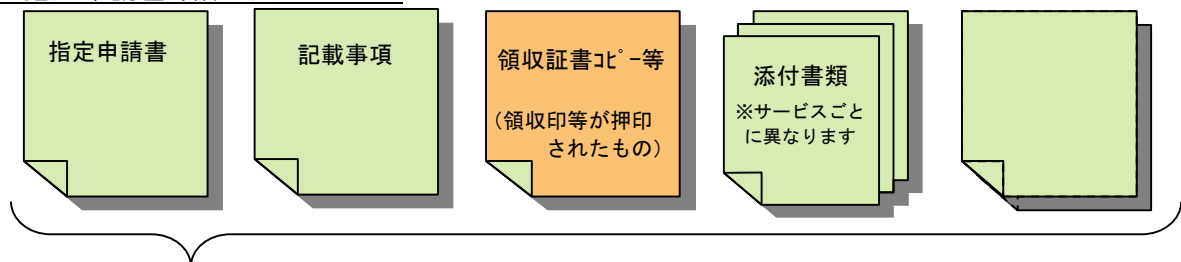 指定申請書
記載事項
領収証書ｺﾋﾟｰ等
(領収印等が押印
されたもの)
添付書類
※サービスごと
に異なります